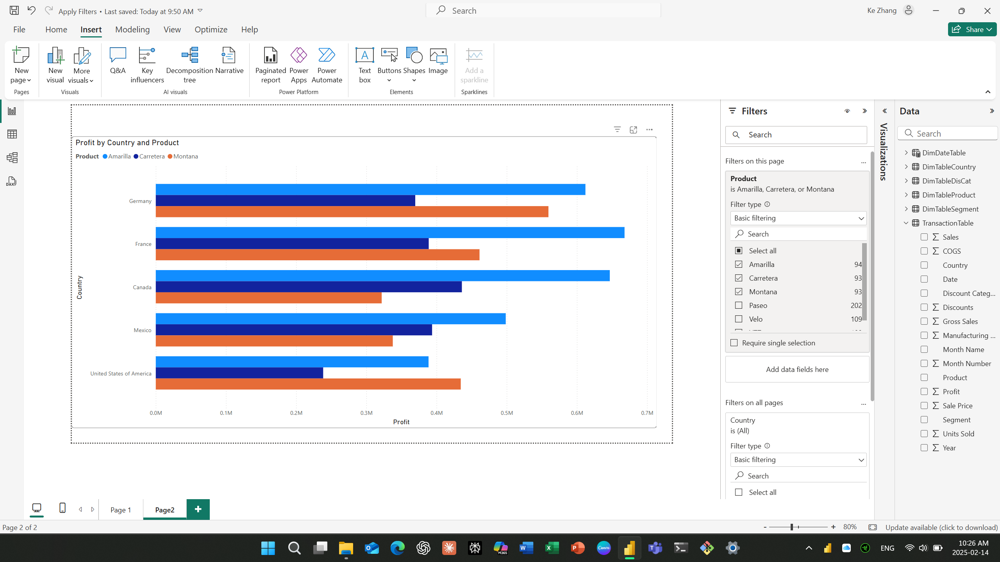 Apply Filters • Last saved: Today at 9:50 AM
Search
Ke Zhang
File Home Insert Modeling View Optimize Help
Share
New page
New visual
More visuals
Q&A
Key influencers
Decomposition tree
Narrative
Paginated report
Power Apps
Power Automate
Text box
Buttons
Shapes
Image
Add a sparkline
Pages
Visuals
AI visuals
Power Platform
Elements
Sparklines
DAX
Profit by Country and Product
Product Amarilla Carretera Montana
Country
Germany
France
Canada
Mexico
United States of America
0.0M 0.1M 0.2M 0.3M 0.4M 0.5M 0.6M 0.7M
Profit
Filters
Search
Filters on this page
Product
is Amarilla, Carretera, or Montana
Filter type
Basic filtering
Search
Select all
Amarilla 94
Carretera 93
Montana 93
Paseo 202
Velo 109
Require single selection
Add data fields here
Filters on all pages
Country
is (All)
Filter type
Basic filtering
Search
Select all
Visualizations
Data
Search
DimDateTable
DimTableCountry
DimTableDisCat
DimTableProduct
DimTableSegment
TransactionTable
Sales
COGS
Country
Date
Discount Categ...
Discounts
Gross Sales
Manufacturing ...
Month Name
Month Number
Product
Profit
Sale Price
Segment
Units Sold
Year
Page 1
Page2
Page 2 of 2
- + 80%
Update available (click to download)
M365
Canva
ENG
10:26 AM
2025-02-14